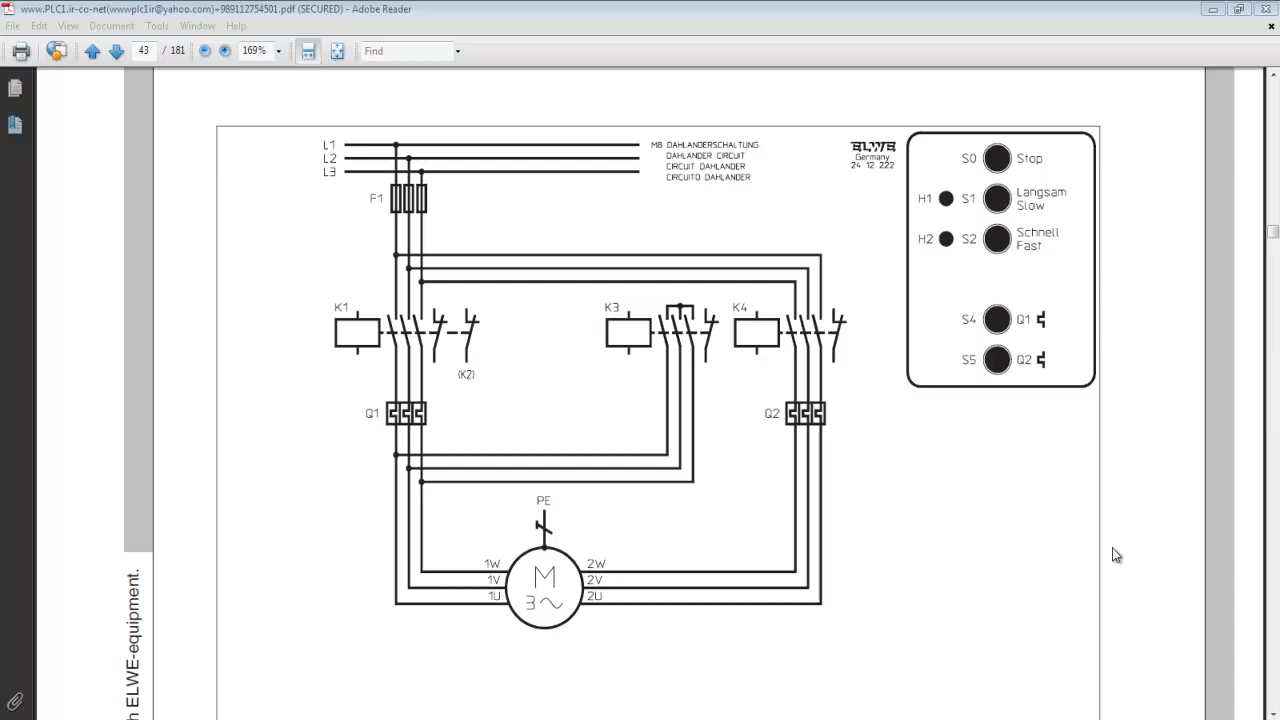 www.PLC1.ir-co-net(wwwplc1ir@yahoo.com)+989112754501.pdf (SECURED) - Adobe Reader
File Edit View Document Tools Window Help
43 / 181 169% Find
L1
L2
L3
M8 DAHLANDERSCHALTUNG
DAHLANDER CIRCUIT
CIRCUIT DAHLANDER
CIRCUITO DAHLANDER
ELWE
Germany
24 12 222
S0 Stop
H1 S1 Langsam
Slow
H2 S2 Schnell
Fast
S4 Q1
S5 Q2
F1
K1
K3
K4
(K2)
Q1
Q2
PE
1W
1V
1U
M
3~
2W
2V
2U
h ELWE-equipment.